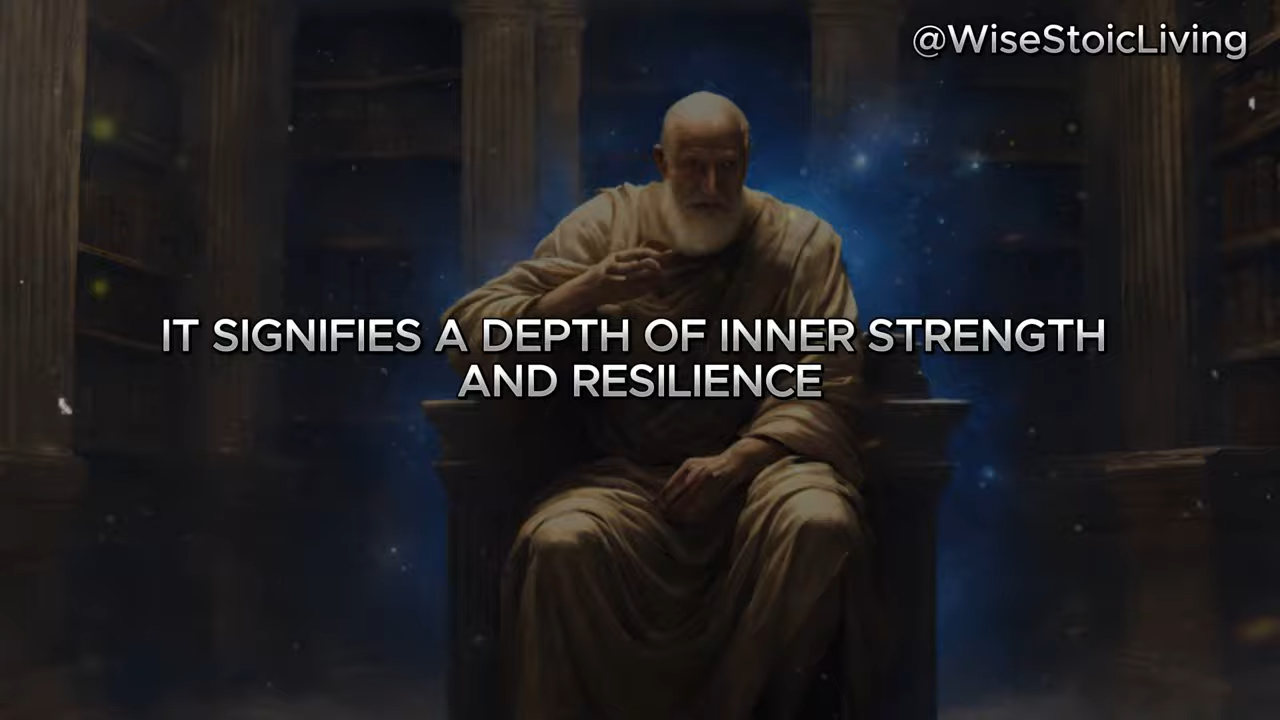 @WiseStoicLiving
IT SIGNIFIES A DEPTH OF INNER STRENGTH
AND RESILIENCE